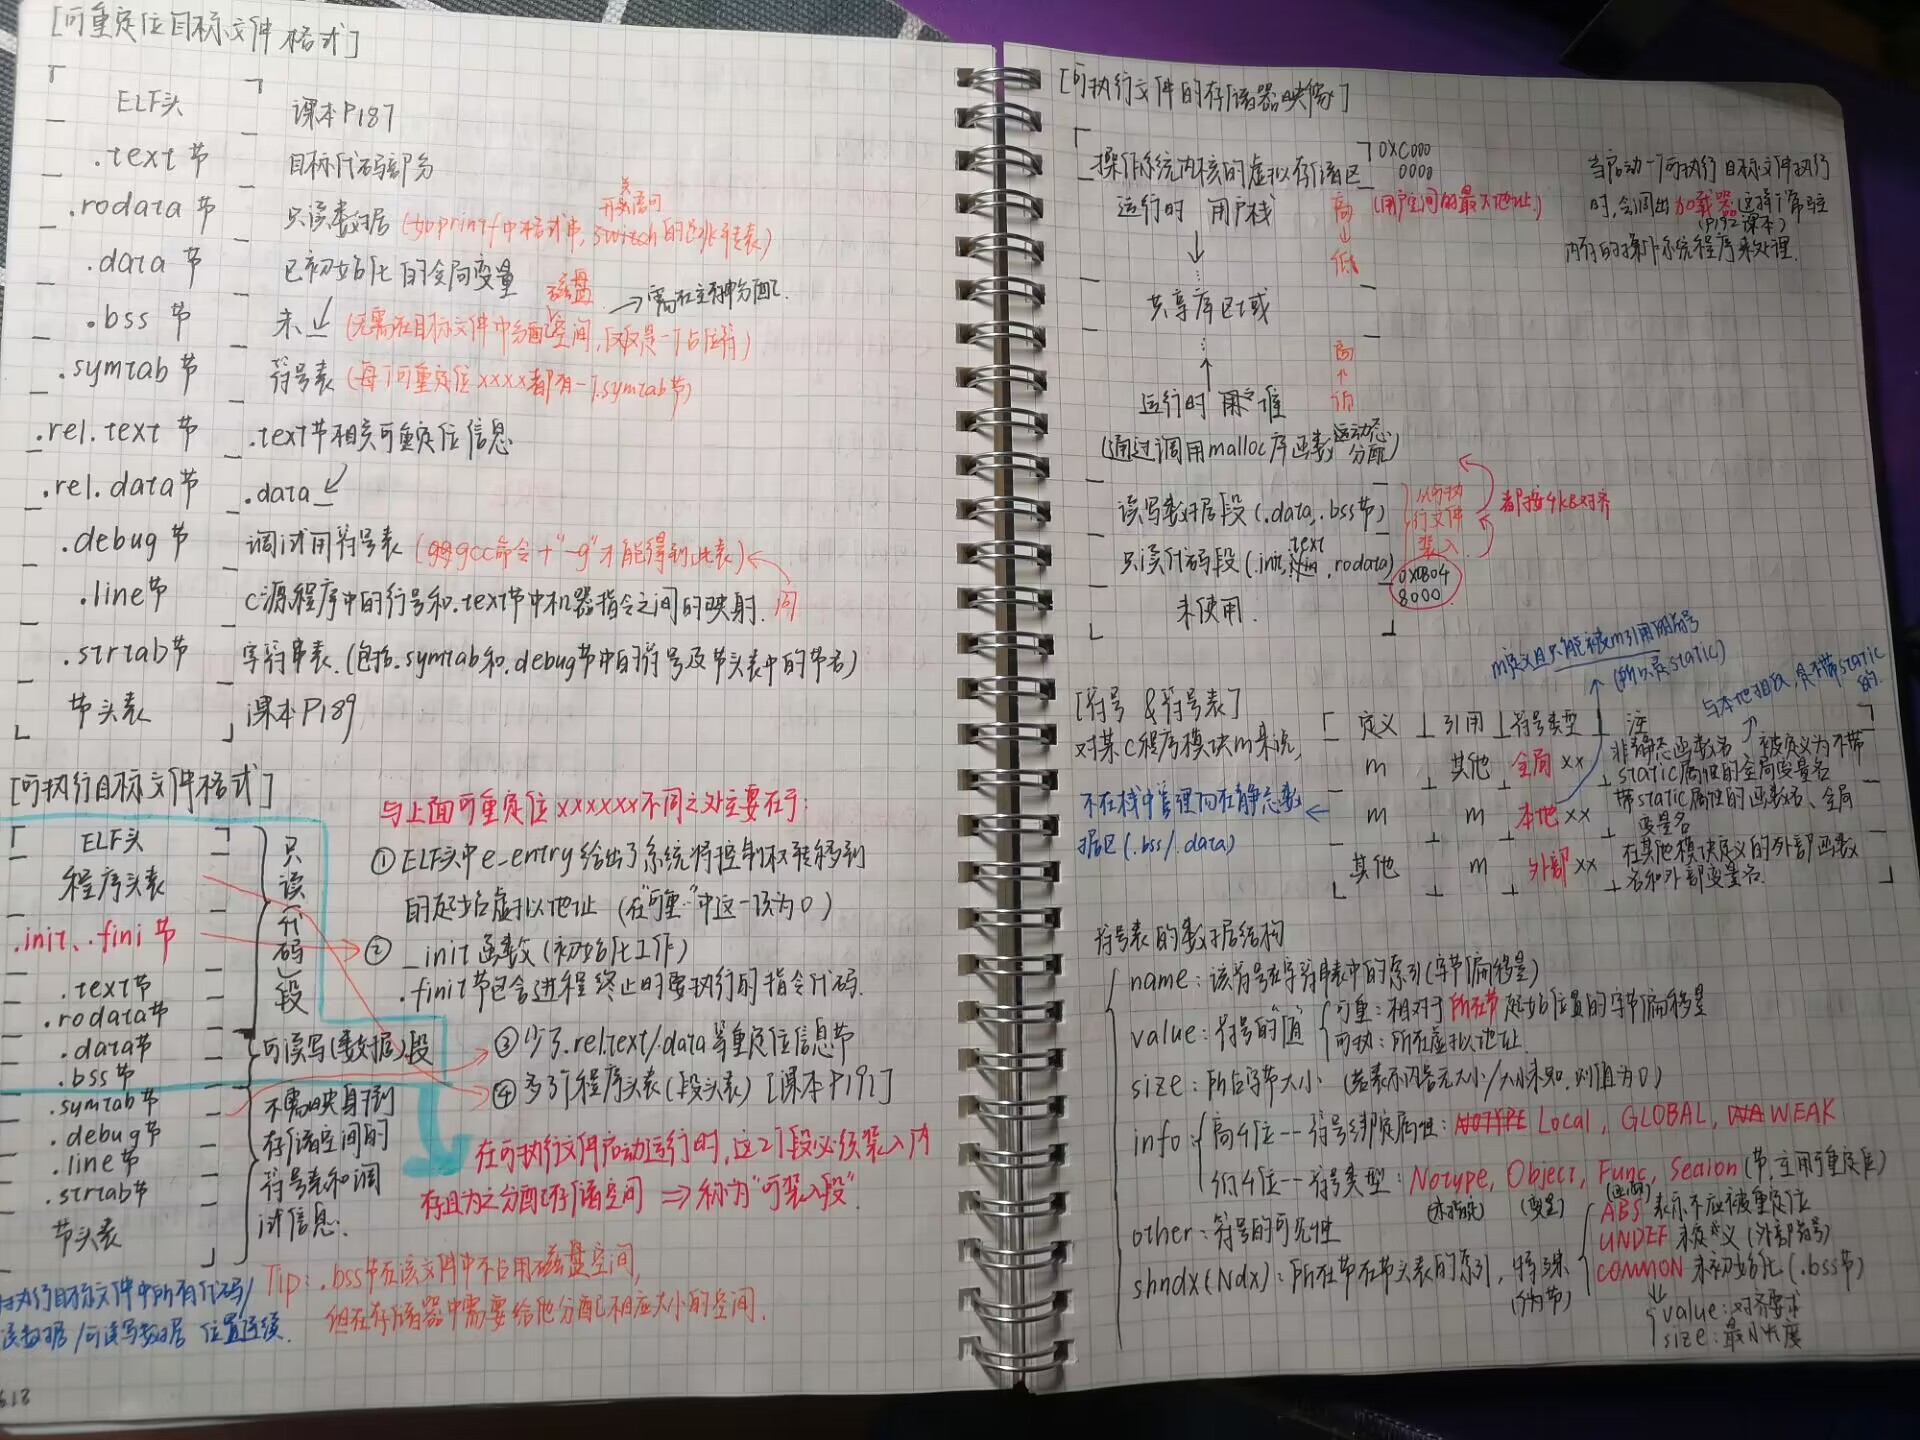 [可重定位目标文件格式]
ELF头 课本P187
.text节 目标代码部分
.rodata节 只读数据(如printf中格式串,switch的跳转表)
开关语句
.data节 已初始化的全局变量
磁盘 →需在主存中分配.
.bss节 未↙(无需在目标文件中分配空间,仅仅是一个占位符)
.symtab节 符号表(每个可重定位xxxx都有一个.symtab节)
.rel.text节 .text节相关可重定位信息
.rel.data节 .data↙
.debug节 调试用符号表(gcc命令+"-g"才能得到此表)←
.line节 C源程序中的行号和.text节中机器指令之间的映射. 同
.strtab节 字符串表.(包括.symtab和.debug节中的符号及节头表中的节名)
节头表 课本P189
[可执行目标文件格式]
ELF头
程序头表
.init、.fini节
.text节
.rodata节
.data节
.bss节
.symtab节
.debug节
.line节
.strtab节
节头表
只读(代码)段
可读写(数据)段
不需映射到
存储空间的
符号表和调
试信息.
与上面可重定位xxxxxx不同之处主要在于:
①ELF头中e_entry给出了系统将控制权转移到
的起始虚拟地址(在"可重"中这一项为0)
②_init函数(初始化工作)
.finit节包含进程终止时要执行的指令代码.
③少了.rel.text/.data等重定位信息节
④多了个程序头表(段头表)[课本P191]
在可执行文件启动运行时,这2个段必须装入内
存且为之分配存储空间 ⇒称为"可装入段".
Tip:.bss节在该文件中不占用磁盘空间,
但在存储器中需要给他分配相应大小的空间.
执行目标文件中所有代码/
读数据/可读写数据 位置连续.
219
[可执行文件的存储器映像]
操作系统内核的虚拟存储区
0XC000
0000
(用户空间的最大地址)
运行时 用户栈
高
↓
低
↓
共享库区域
↑
高
↑
低
运行时 堆
(通过调用malloc库函数动态
分配)
读写数据段(.data,.bss节)
只读代码段(.init,.text,.rodata)
未使用.
从可执
行文件
装入
都按4KB对齐
0x0804
8000
当启动一个可执行目标文件执行
时,会调出加载器这样个常驻
(P192课本)
内存的操作系统程序来处理.
m定义且只能被m引用的符号
(所以是static)
与本地相反,是不带static
的
[符号&符号表]
对某C程序模块m来说,
定义 引用 符号类型 注
m 其他 全局xx 非静态函数名、被定义为不带
static属性的全局变量名
m m 本地xx 带static属性的函数名、全局
变量名
其他 m 外部xx 在其他模块定义的外部函数
名和外部变量名.
不在栈中管理而在静态数
据区(.bss/.data)
符号表的数据结构
name:该符号在字符串表中的索引(字节偏移量)
value:符号的"值"
可重:相对于所在节起始位置的字节偏移量
可执:所在虚拟地址.
size:所占字节大小(若表示内容无大小/大小未知,则值为0)
info:高4位--符号绑定属性:Local,GLOBAL,WEAK
低4位--符号类型:Notype,Object,Func,Section(节,立用于重定位)
(未指定) (变量) (函数)
other:符号的可见性
shndx(Ndx):所在节在节头表的索引,特殊
(伪节)
ABS 表示不应被重定位
UNDEF 未定义(外部符号)
COMMON 未初始化(.bss节)
value:对齐要求
size:最小长度